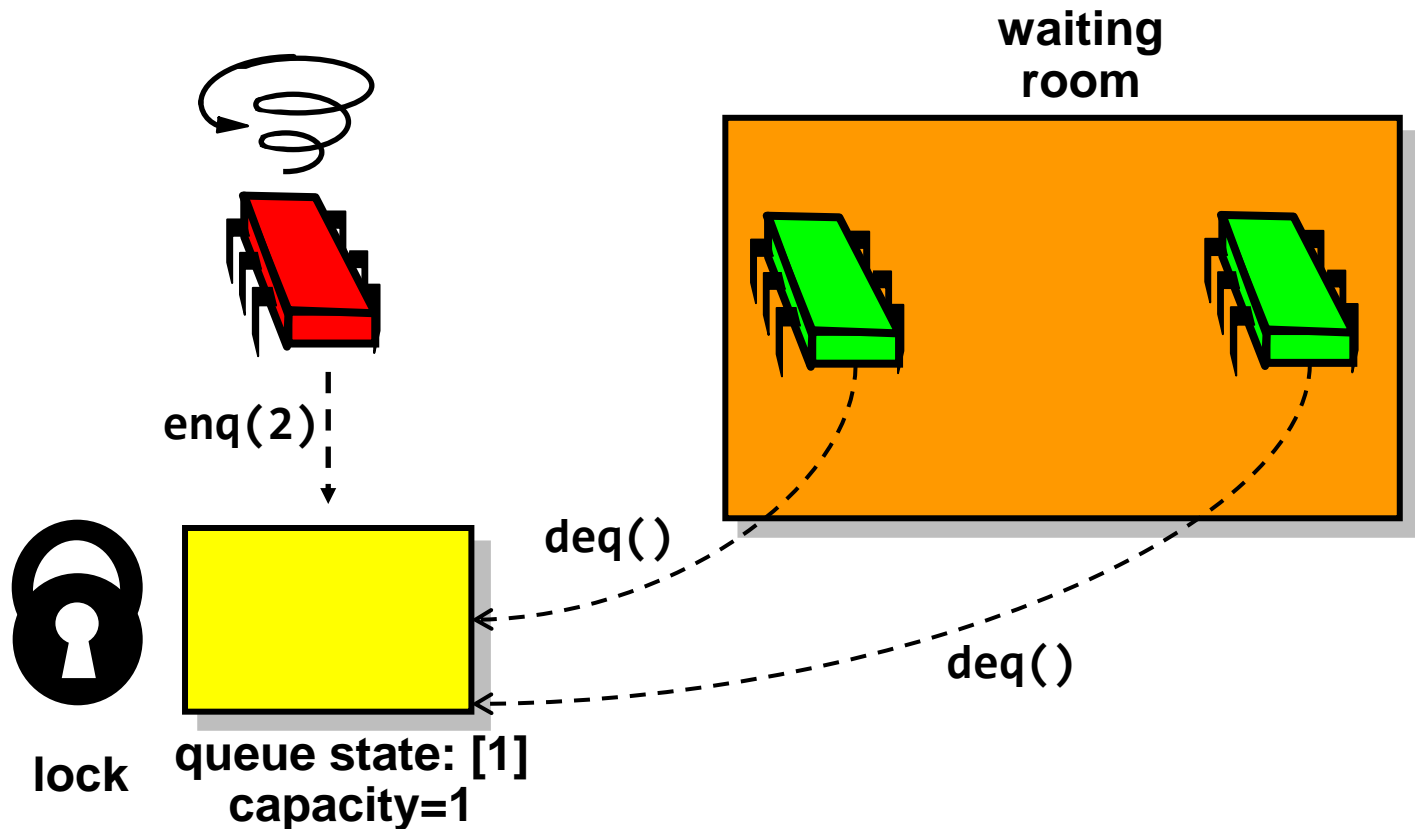 waiting
room
enq(2)
deq()
deq()
lock
queue state: [1]
capacity=1